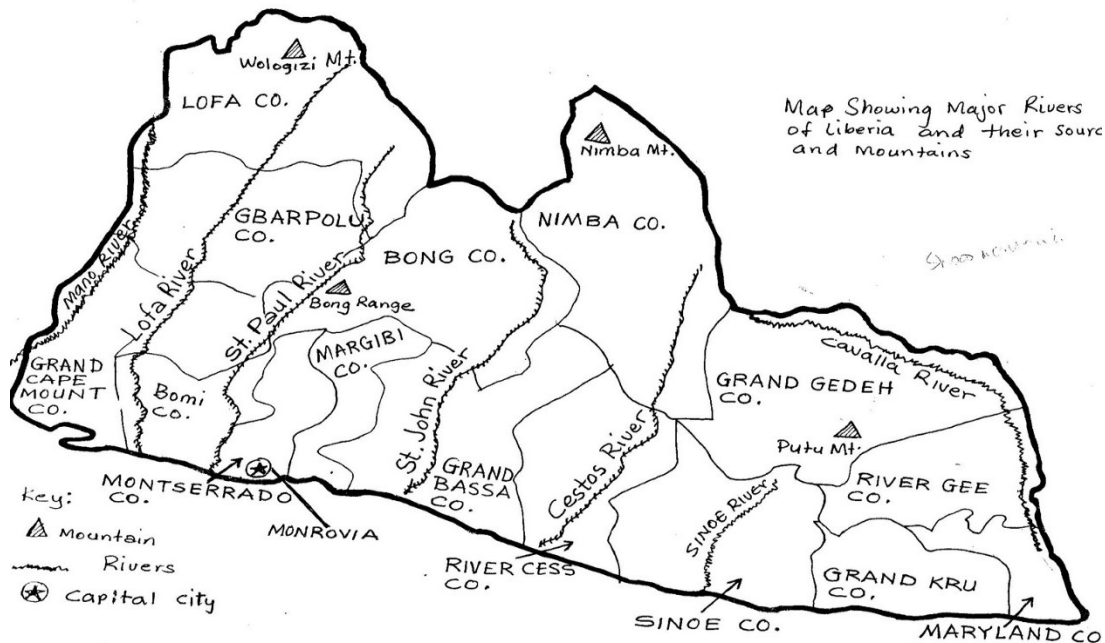 Map Showing Major Rivers
of Liberia and their Sourc
and Mountains
Wologizi Mt.
LOFA CO.
Nimba Mt.
GBARPOLU
CO.
NIMBA CO.
BONG CO.
Mano River
Lofa River
St. Paul River
Bong Range
MARGIBI
CO.
Cavalla River
GRAND
CAPE
MOUNT
CO.
Bomi
CO.
St. John River
GRAND GEDEH
CO.
Putu Mt.
Cestos River
GRAND
BASSA
CO.
RIVER GEE
CO.
SINOE RIVER
MONTSERRADO
CO.
MONROVIA
RIVER CESS
CO.
GRAND KRU
CO.
SINOE CO.
MARYLAND CO
Key:
Mountain
Rivers
Capital City